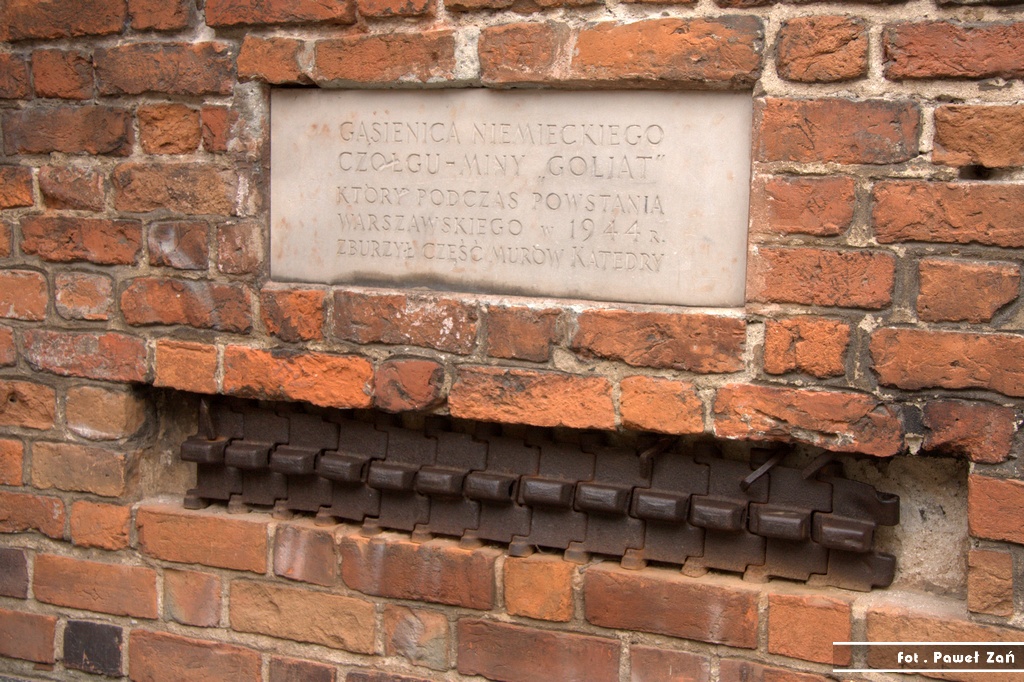 GĄSIENICA NIEMIECKIEGO
CZOŁGU-MINY „GOLIAT”
KTÓRY PODCZAS POWSTANIA
WARSZAWSKIEGO w 1944 R.
ZBURZYŁ CZĘŚĆ MURÓW KATEDRY
Fot . Paweł Zań